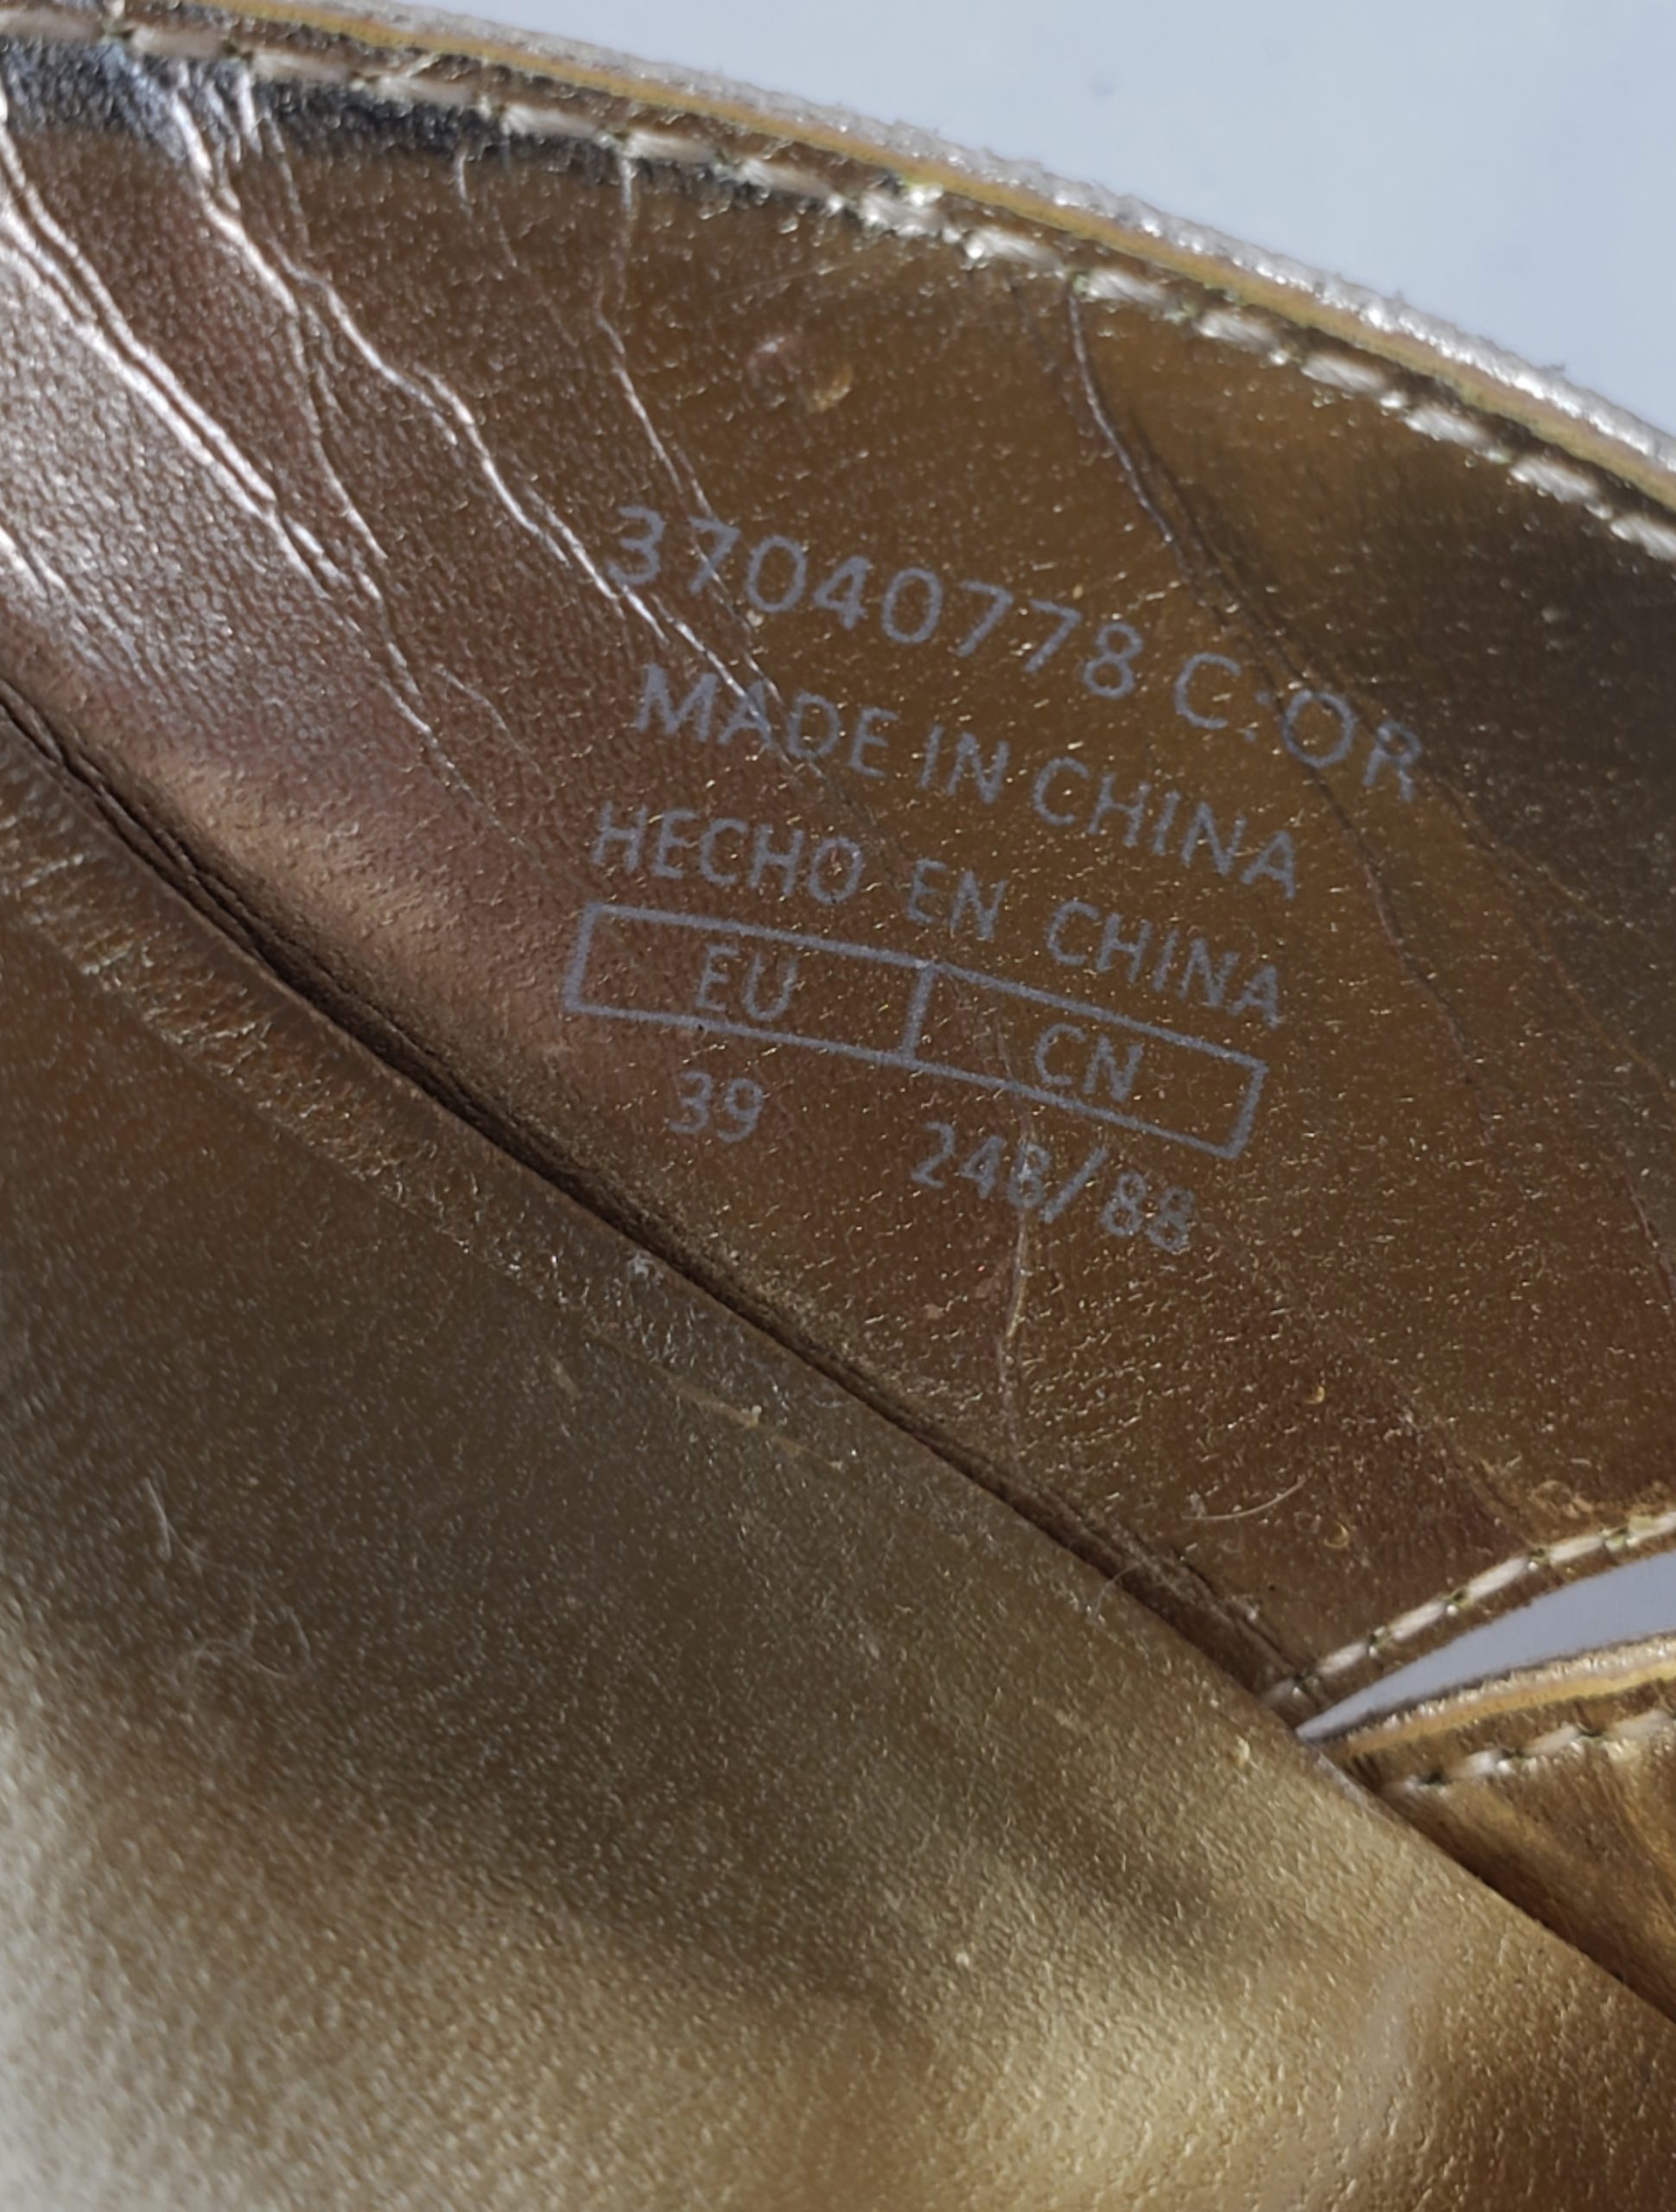 37040778 C:OR
MADE IN CHINA
HECHO EN CHINA
EU CN
39 248/88